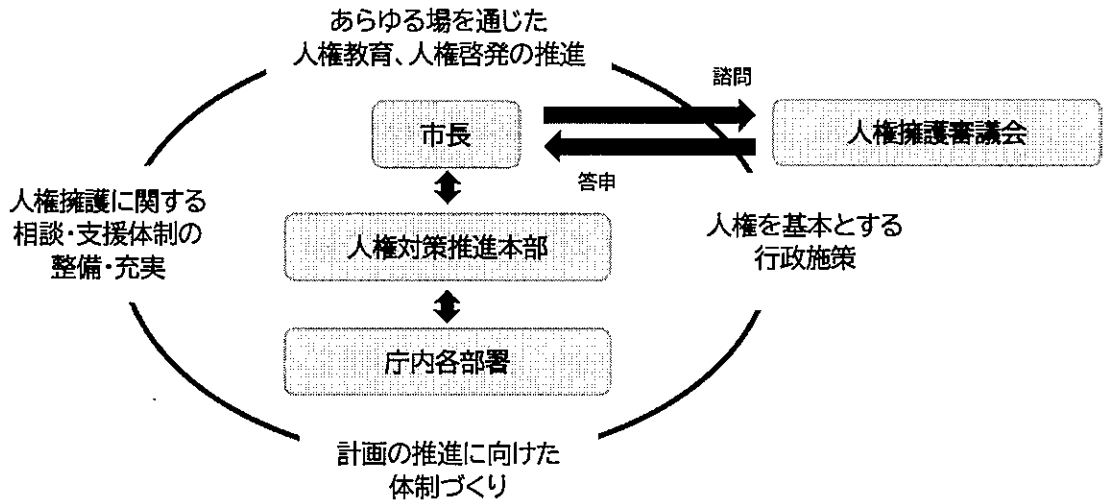 あらゆる場を通じた
人権教育、人権啓発の推進
諮問
市長
人権擁護審議会
答申
人権擁護に関する
相談・支援体制の
整備・充実
人権対策推進本部
人権を基本とする
行政施策
庁内各部署
計画の推進に向けた
体制づくり